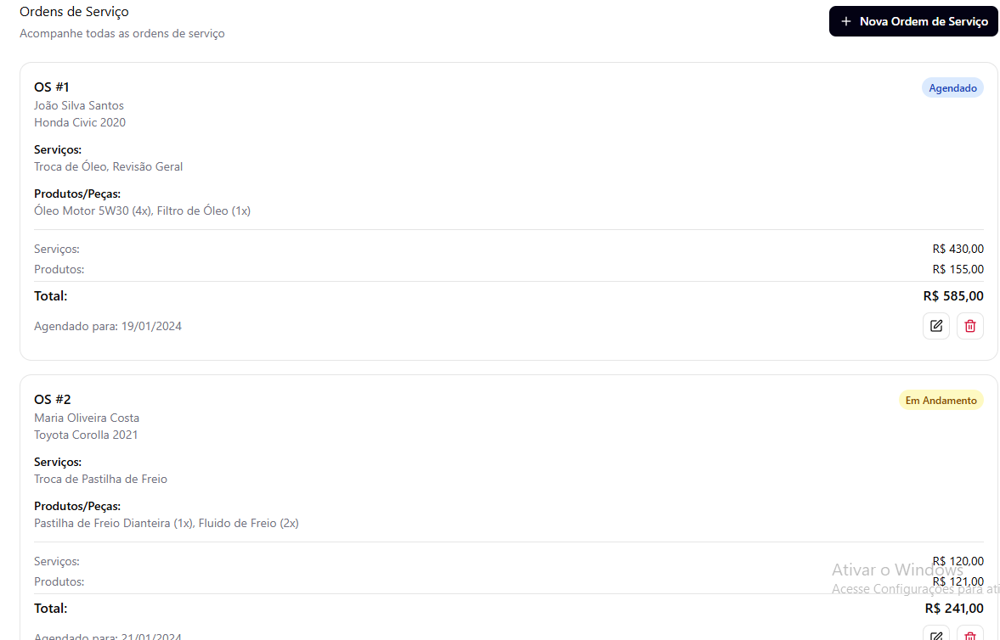 Ordens de Serviço
Acompanhe todas as ordens de serviço
+ Nova Ordem de Serviço
OS #1
Agendado
João Silva Santos
Honda Civic 2020
Serviços:
Troca de Óleo, Revisão Geral
Produtos/Peças:
Óleo Motor 5W30 (4x), Filtro de Óleo (1x)
Serviços: R$ 430,00
Produtos: R$ 155,00
Total: R$ 585,00
Agendado para: 19/01/2024
OS #2
Em Andamento
Maria Oliveira Costa
Toyota Corolla 2021
Serviços:
Troca de Pastilha de Freio
Produtos/Peças:
Pastilha de Freio Dianteira (1x), Fluido de Freio (2x)
Serviços: R$ 120,00
Produtos: R$ 121,00
Total: R$ 241,00
Agendado para: 21/01/2024
Ativar o Windows
Acesse Configurações para ati